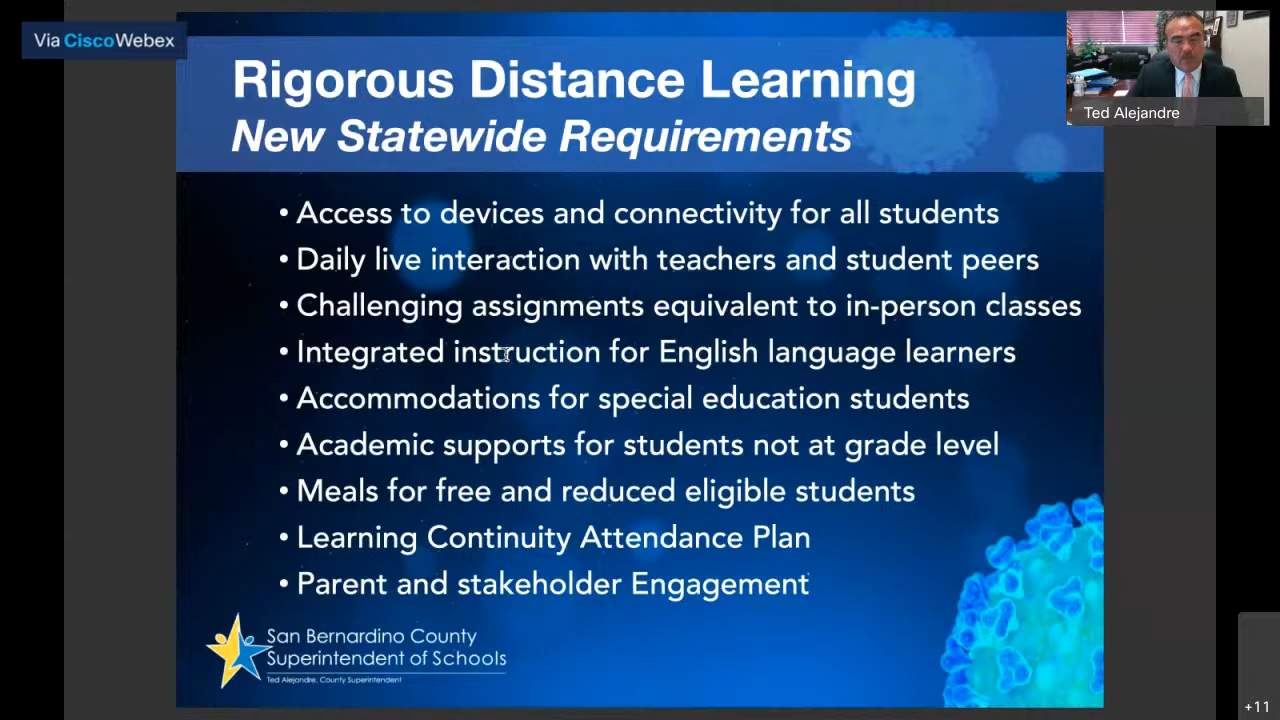 Via Cisco Webex
Ted Alejandre
Rigorous Distance Learning
New Statewide Requirements
• Access to devices and connectivity for all students
• Daily live interaction with teachers and student peers
• Challenging assignments equivalent to in-person classes
• Integrated instruction for English language learners
• Accommodations for special education students
• Academic supports for students not at grade level
• Meals for free and reduced eligible students
• Learning Continuity Attendance Plan
• Parent and stakeholder Engagement
San Bernardino County
Superintendent of Schools
Ted Alejandre, County Superintendent
+11